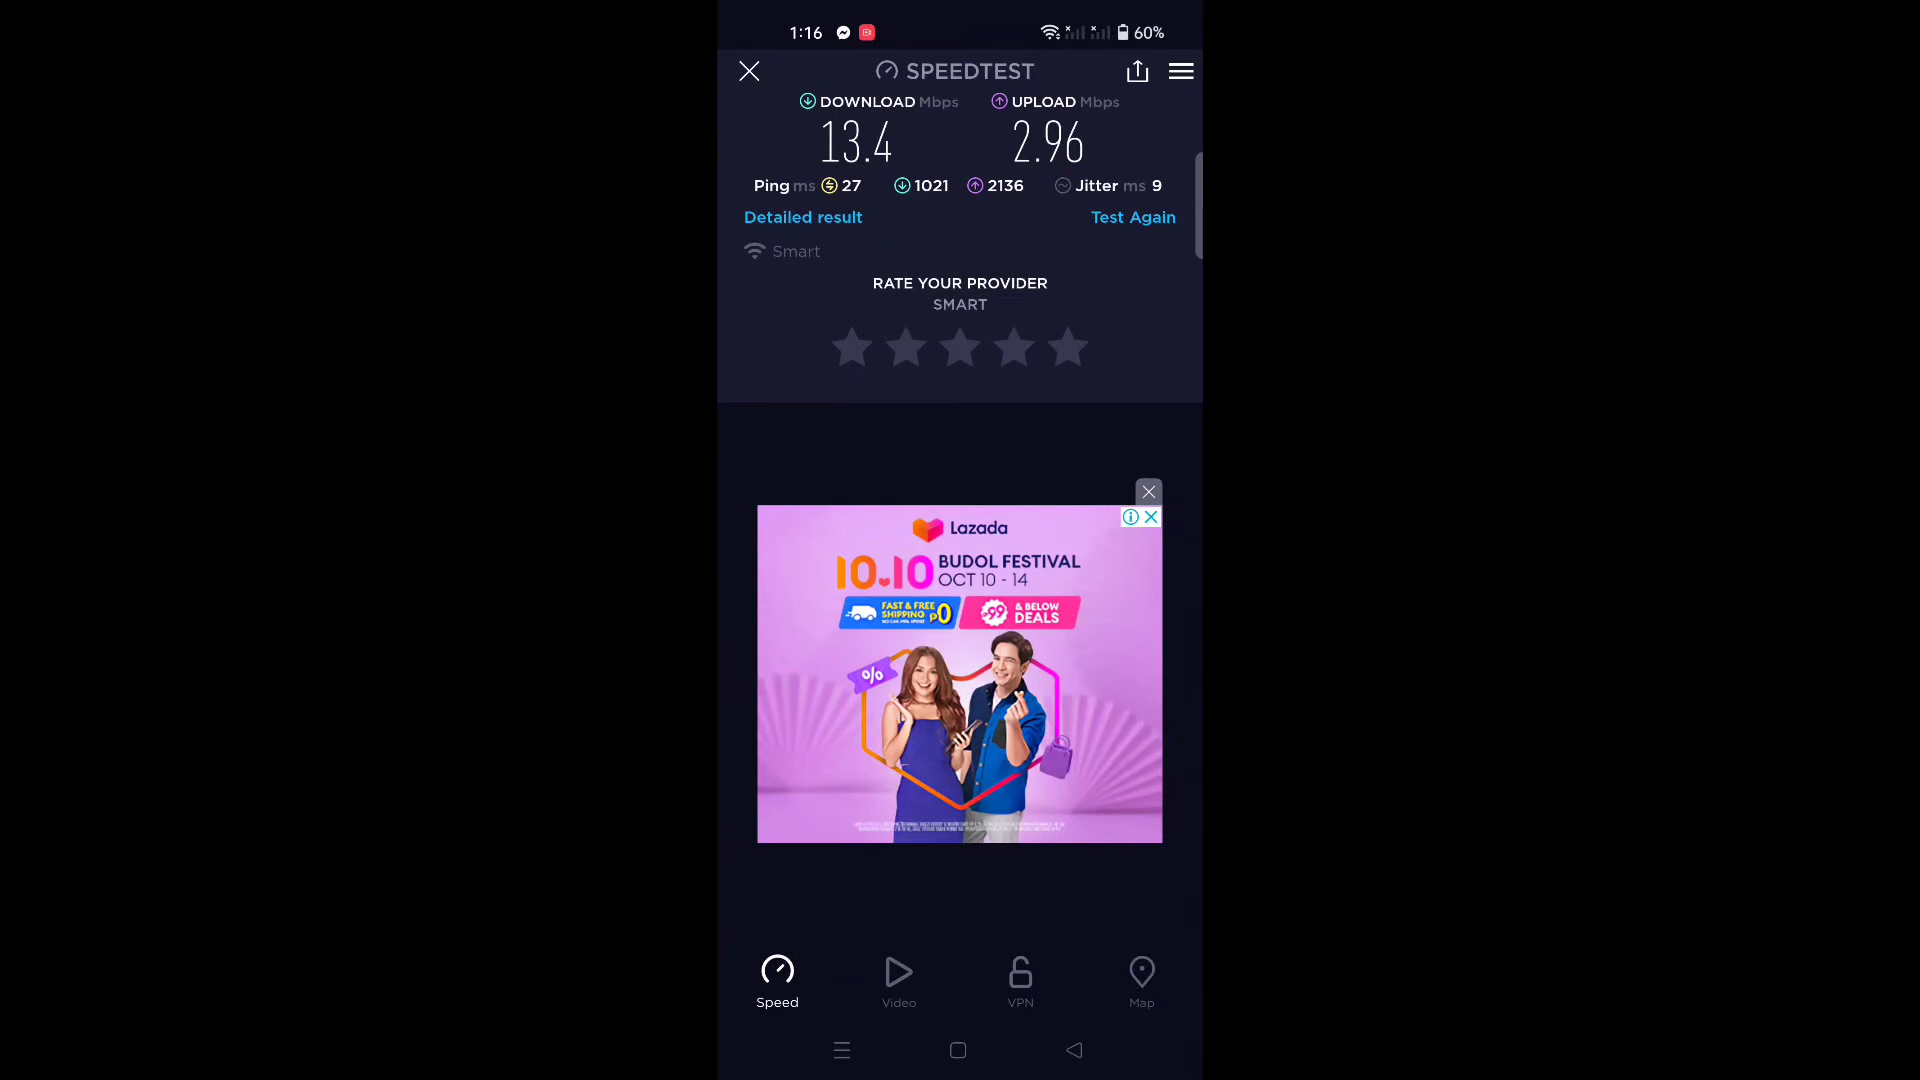 1:16 60%
SPEEDTEST
DOWNLOAD Mbps UPLOAD Mbps
13.4 2.96
Ping ms 27 1021 2136 Jitter ms 9
Detailed result Test Again
Smart
RATE YOUR PROVIDER
SMART
Lazada
10.10 BUDOL FESTIVAL
OCT 10 - 14
FAST & FREE SHIPPING ₱0
-99 & BELOW DEALS
%
Speed Video VPN Map